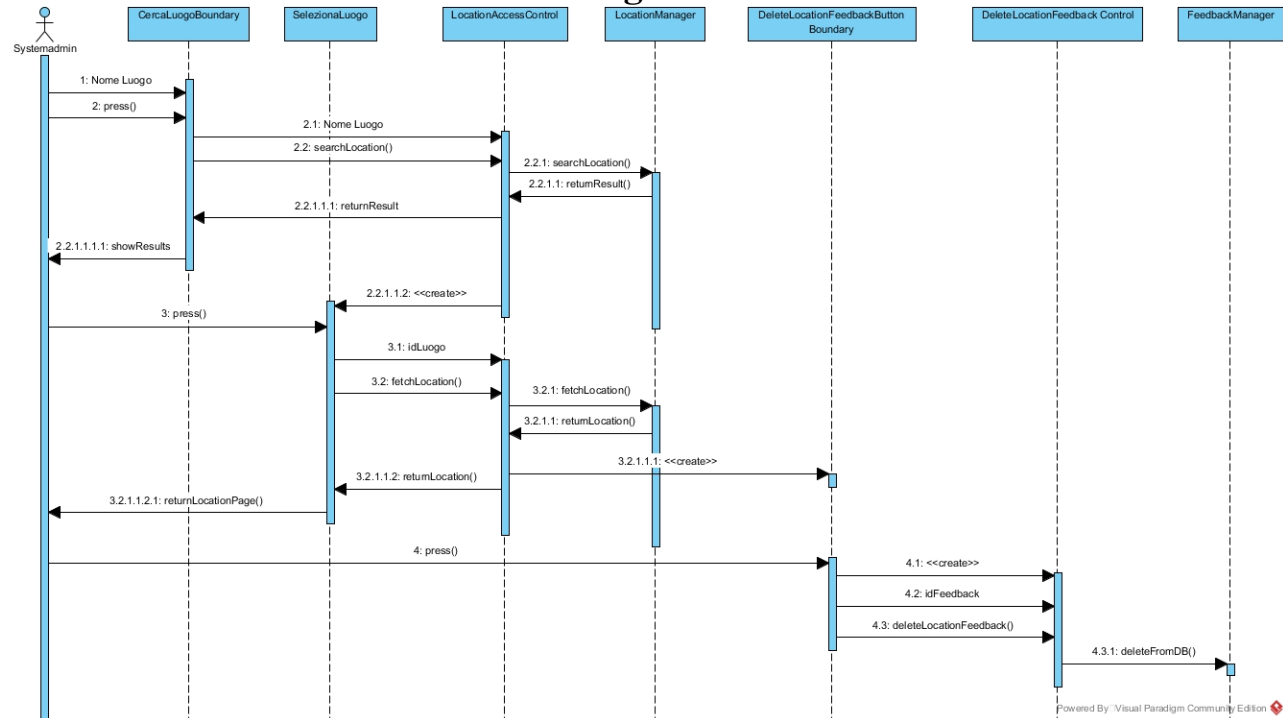 g
CercaLuogoBoundary
SelezionaLuogo
LocationAccessControl
LocationManager
DeleteLocationFeedbackButton
Boundary
DeleteLocationFeedback Control
FeedbackManager
Systemadmin
1: Nome Luogo
2: press()
2.1: Nome Luogo
2.2: searchLocation()
2.2.1: searchLocation()
2.2.1.1: returnResult()
2.2.1.1.1: returnResult
2.2.1.1.1.1: showResults
2.2.1.1.2: <<create>>
3: press()
3.1: idLuogo
3.2: fetchLocation()
3.2.1: fetchLocation()
3.2.1.1: returnLocation()
3.2.1.1.1: <<create>>
3.2.1.1.2: returnLocation()
3.2.1.1.2.1: returnLocationPage()
4: press()
4.1: <<create>>
4.2: idFeedback
4.3: deleteLocationFeedback()
4.3.1: deleteFromDB()
Powered By Visual Paradigm Community Edition